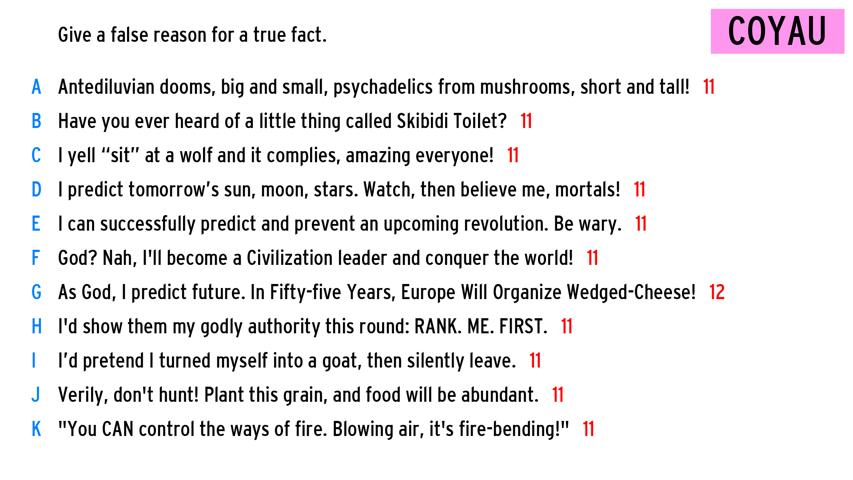 Give a false reason for a true fact.
COYAU
A Antediluvian dooms, big and small, psychadelics from mushrooms, short and tall! 11
B Have you ever heard of a little thing called Skibidi Toilet? 11
C I yell “sit” at a wolf and it complies, amazing everyone! 11
D I predict tomorrow’s sun, moon, stars. Watch, then believe me, mortals! 11
E I can successfully predict and prevent an upcoming revolution. Be wary. 11
F God? Nah, I'll become a Civilization leader and conquer the world! 11
G As God, I predict future. In Fifty-five Years, Europe Will Organize Wedged-Cheese! 12
H I'd show them my godly authority this round: RANK. ME. FIRST. 11
I I’d pretend I turned myself into a goat, then silently leave. 11
J Verily, don't hunt! Plant this grain, and food will be abundant. 11
K "You CAN control the ways of fire. Blowing air, it's fire-bending!" 11